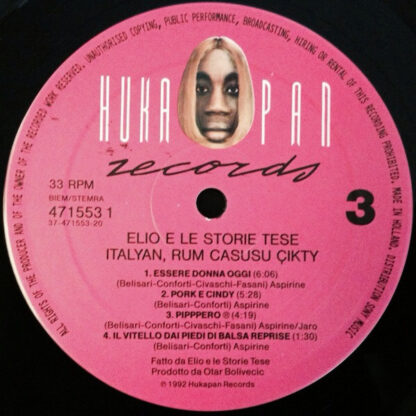 ALL RIGHTS OF THE PRODUCER AND OF THE OWNER OF THE RECORDED WORK RESERVED. UNAUTHORISED COPYING, PUBLIC PERFORMANCE, BROADCASTING, HIRING OR RENTAL OF THIS RECORDING PROHIBITED. MADE IN HOLLAND. DISTRIBUTION SONY MUSIC
HUKA PAN
records
33 RPM
BIEM/STEMRA
471553 1
37-471553-20
3
ELIO E LE STORIE TESE
ITALYAN, RUM CASUSU ÇIKTY
1. ESSERE DONNA OGGI (6:06)
(Belisari-Conforti-Civaschi-Fasani) Aspirine
2. PORK E CINDY (5:28)
(Belisari-Conforti) Aspirine
3. PIPPPERO ® (4:19)
(Belisari-Conforti-Civaschi-Fasani) Aspirine/Jaro
4. IL VITELLO DAI PIEDI DI BALSA REPRISE (1:30)
(Belisari-Conforti) Aspirine
Fatto da Elio e le Storie Tese
Prodotto da Otar Bolivecic
℗ 1992 Hukapan Records